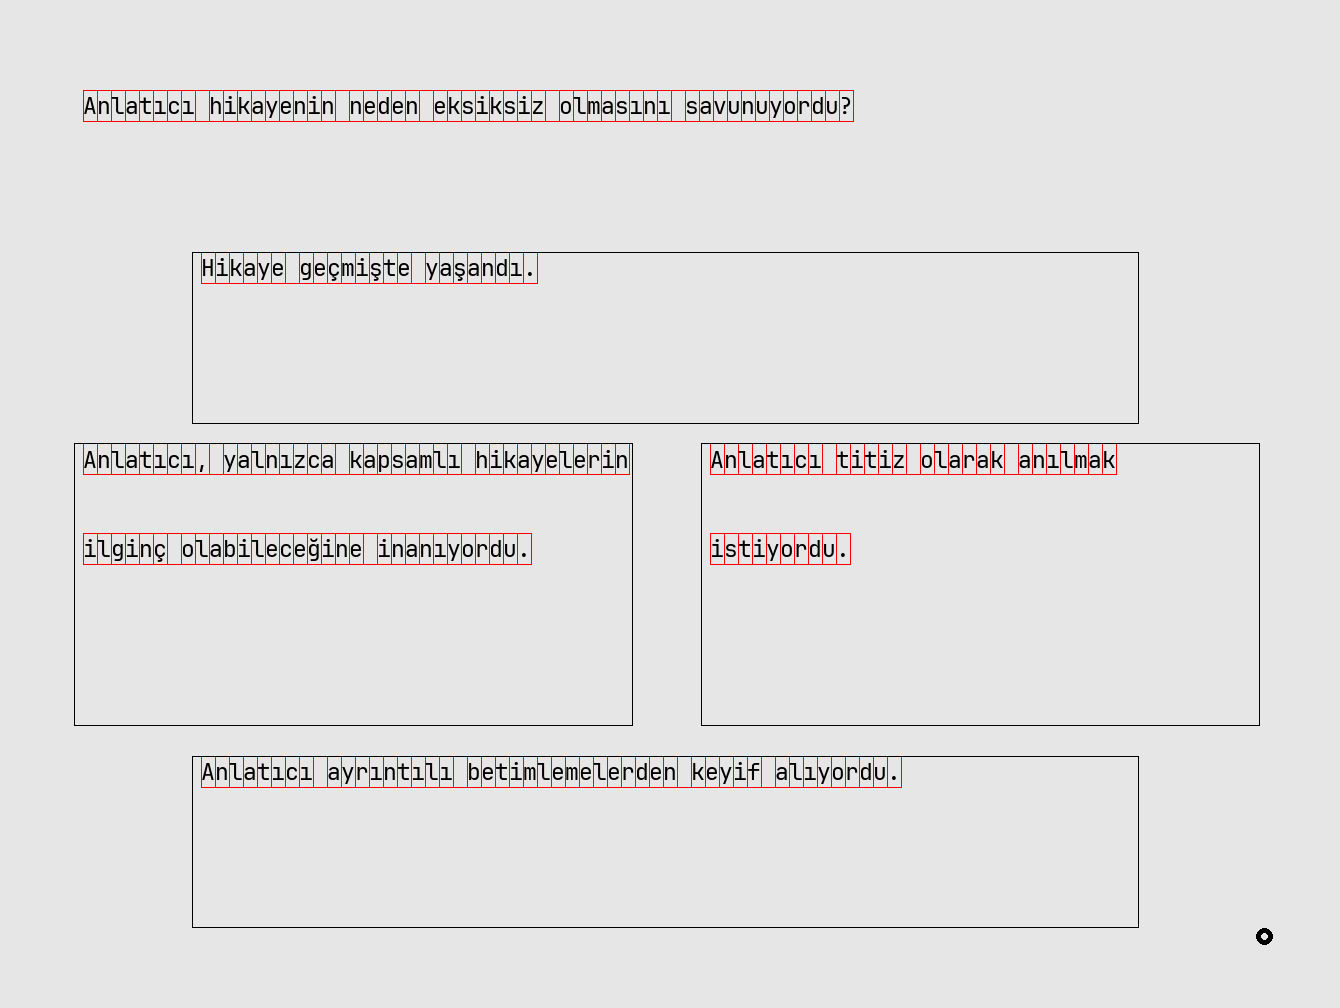 Anlatıcı hikayenin neden eksiksiz olmasını savunuyordu?
Hikaye geçmişte yaşandı.
Anlatıcı, yalnızca kapsamlı hikayelerin
ilginç olabileceğine inanıyordu.
Anlatıcı titiz olarak anılmak
istiyordu.
Anlatıcı ayrıntılı betimlemelerden keyif alıyordu.